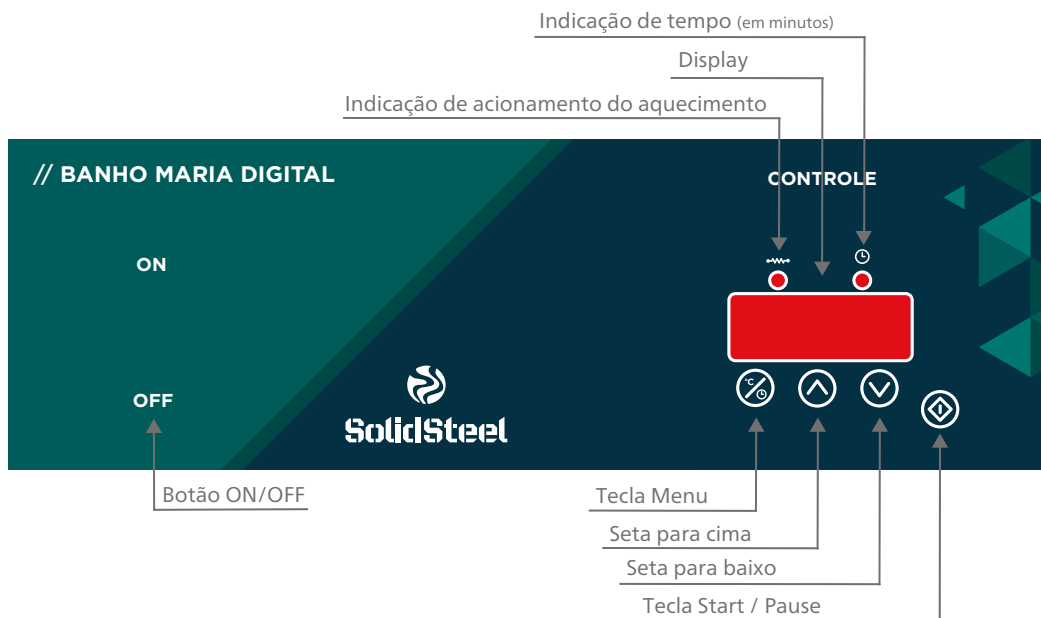 Indicação de tempo (em minutos)
Display
Indicação de acionamento do aquecimento
// BANHO MARIA DIGITAL
CONTROLE
ON
OFF
°C
SolidSteel
Botão ON/OFF
Tecla Menu
Seta para cima
Seta para baixo
Tecla Start / Pause